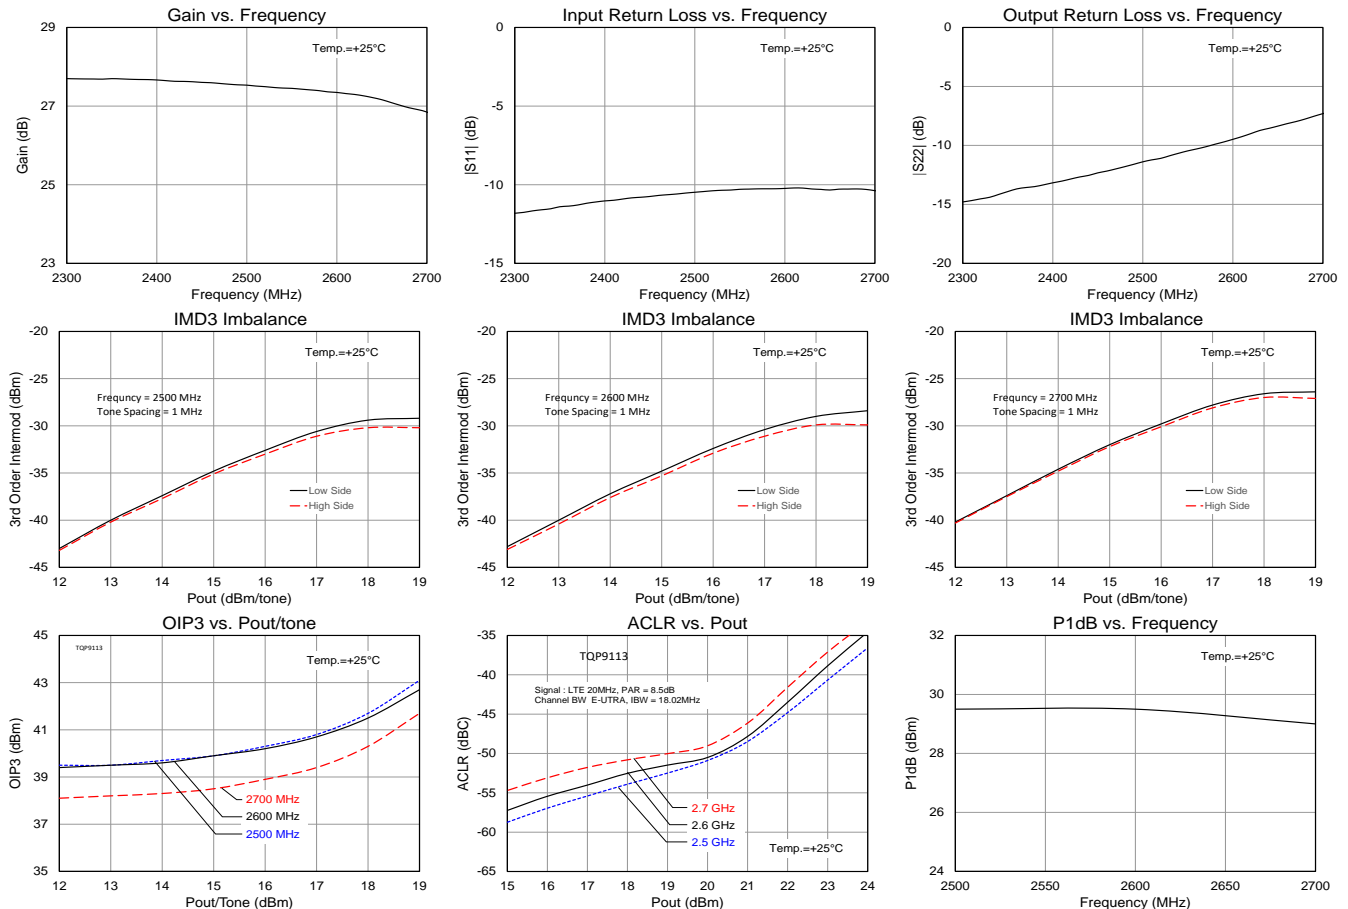 Gain vs. Frequency
29
27
25
23
Gain (dB)
Temp.=+25°C
2300 2400 2500 2600 2700
Frequency (MHz)
Input Return Loss vs. Frequency
0
-5
-10
-15
|S11| (dB)
Temp.=+25°C
2300 2400 2500 2600 2700
Frequency (MHz)
Output Return Loss vs. Frequency
0
-5
-10
-15
-20
|S22| (dB)
Temp.=+25°C
2300 2400 2500 2600 2700
Frequency (MHz)
IMD3 Imbalance
-20
-25
-30
-35
-40
-45
3rd Order Intermod (dBm)
Temp.=+25°C
Frequncy = 2500 MHz
Tone Spacing = 1 MHz
Low Side
High Side
12 13 14 15 16 17 18 19
Pout (dBm/tone)
IMD3 Imbalance
-20
-25
-30
-35
-40
-45
3rd Order Intermod (dBm)
Temp.=+25°C
Frequncy = 2600 MHz
Tone Spacing = 1 MHz
Low Side
High Side
12 13 14 15 16 17 18 19
Pout (dBm/tone)
IMD3 Imbalance
-20
-25
-30
-35
-40
-45
3rd Order Intermod (dBm)
Temp.=+25°C
Frequncy = 2700 MHz
Tone Spacing = 1 MHz
Low Side
High Side
12 13 14 15 16 17 18 19
Pout (dBm/tone)
OIP3 vs. Pout/tone
45
43
41
39
37
35
OIP3 (dBm)
TQP9113
Temp.=+25°C
2700 MHz
2600 MHz
2500 MHz
12 13 14 15 16 17 18 19
Pout/Tone (dBm)
ACLR vs. Pout
-35
-40
-45
-50
-55
-60
-65
ACLR (dBC)
TQP9113
Signal : LTE 20MHz, PAR = 8.5dB
Channel BW E-UTRA, IBW = 18.02MHz
2.7 GHz
2.6 GHz
2.5 GHz
Temp.=+25°C
15 16 17 18 19 20 21 22 23 24
Pout (dBm)
P1dB vs. Frequency
32
30
28
26
24
P1dB (dBm)
Temp.=+25°C
2500 2550 2600 2650 2700
Frequency (MHz)